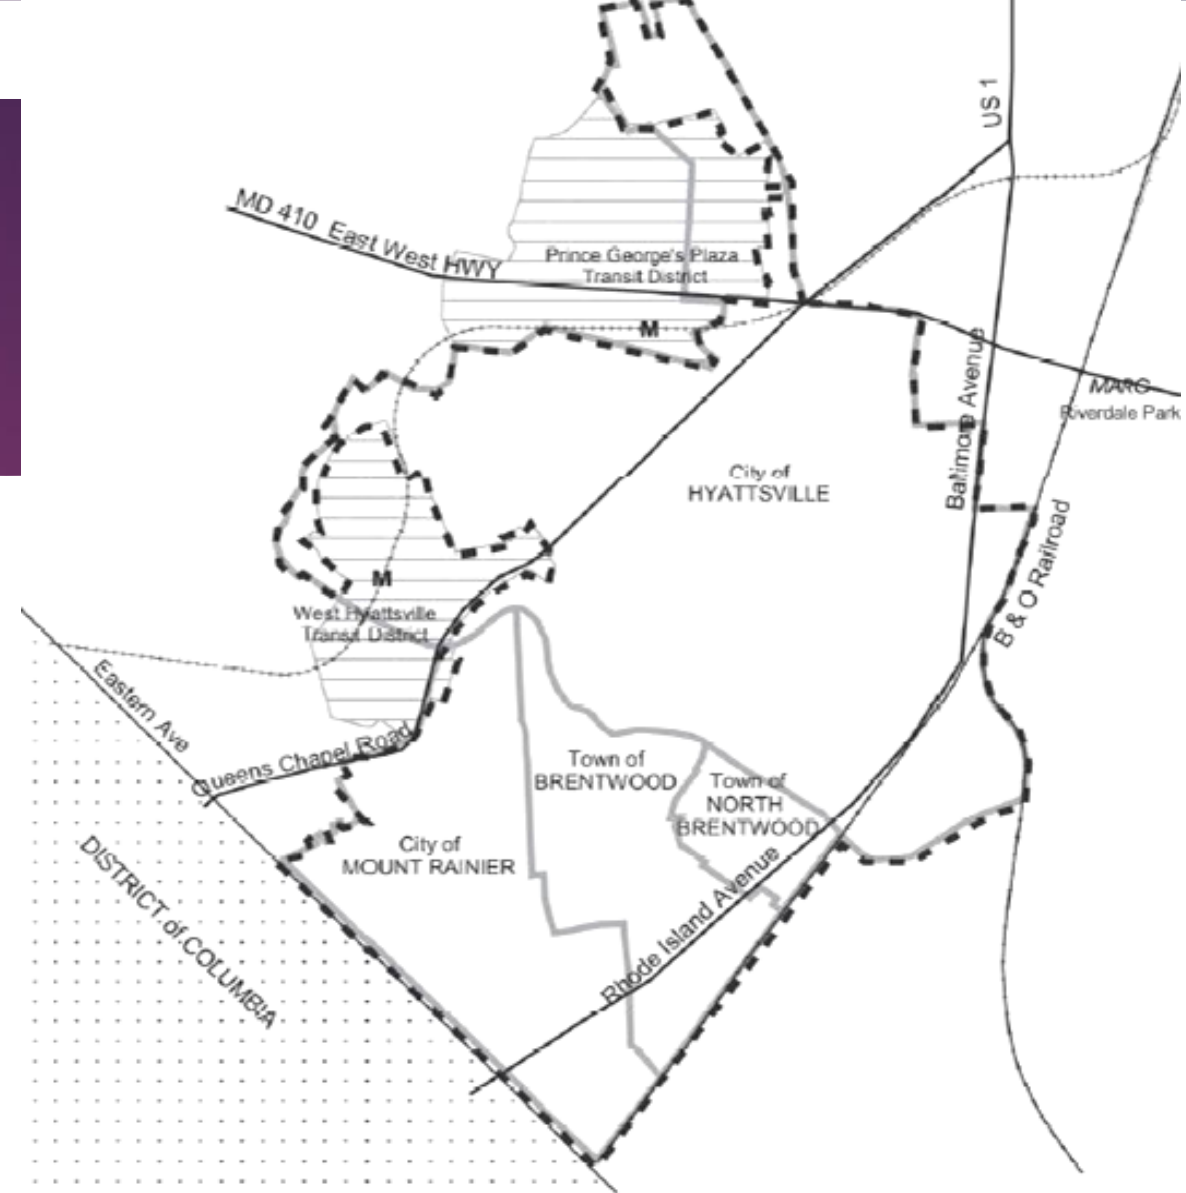 US 1
MD 410 East West HWY
Prince George's Plaza
Transit District
M
Baltimore Avenue
MARC
Riverdale Park
City of
HYATTSVILLE
B & O Railroad
M
West Hyattsville
Transit District
Eastern Ave
Queens Chapel Road
Town of
BRENTWOOD
Town of
NORTH
BRENTWOOD
City of
MOUNT RAINIER
Rhode Island Avenue
DISTRICT of COLUMBIA